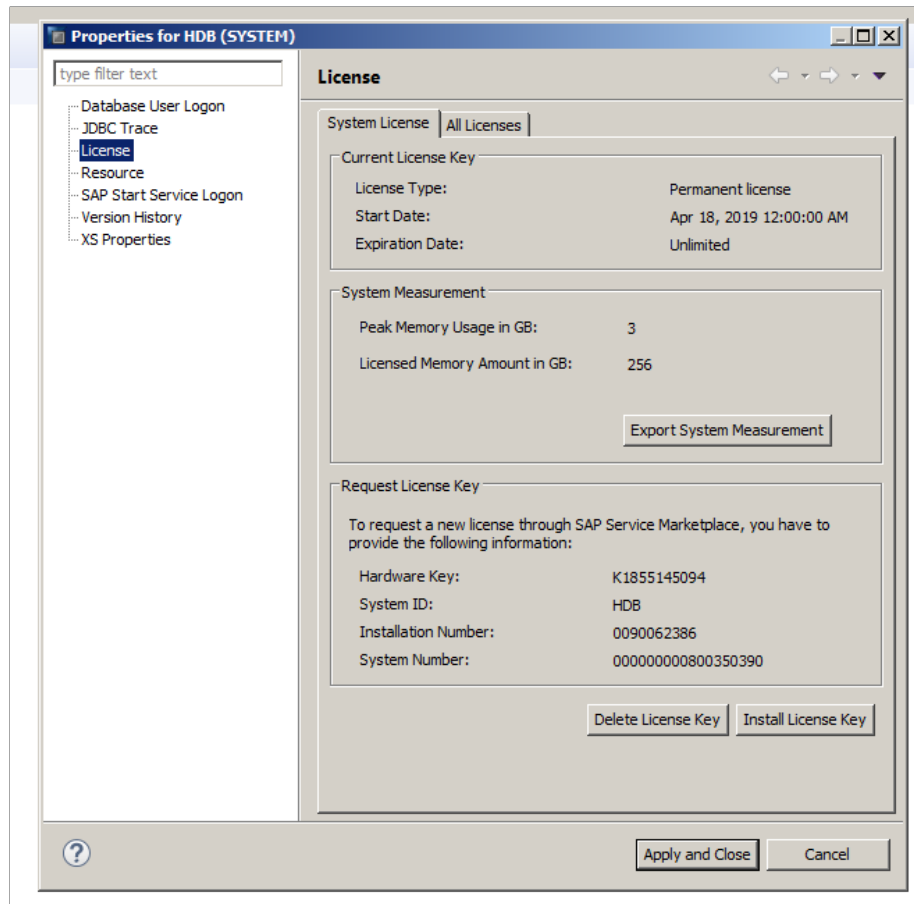 Properties for HDB (SYSTEM)
type filter text
Database User Logon
JDBC Trace
License
Resource
SAP Start Service Logon
Version History
XS Properties
License
System License
All Licenses
Current License Key
License Type: Permanent license
Start Date: Apr 18, 2019 12:00:00 AM
Expiration Date: Unlimited
System Measurement
Peak Memory Usage in GB: 3
Licensed Memory Amount in GB: 256
Export System Measurement
Request License Key
To request a new license through SAP Service Marketplace, you have to
provide the following information:
Hardware Key: K1855145094
System ID: HDB
Installation Number: 0090062386
System Number: 000000000800350390
Delete License Key
Install License Key
?
Apply and Close
Cancel